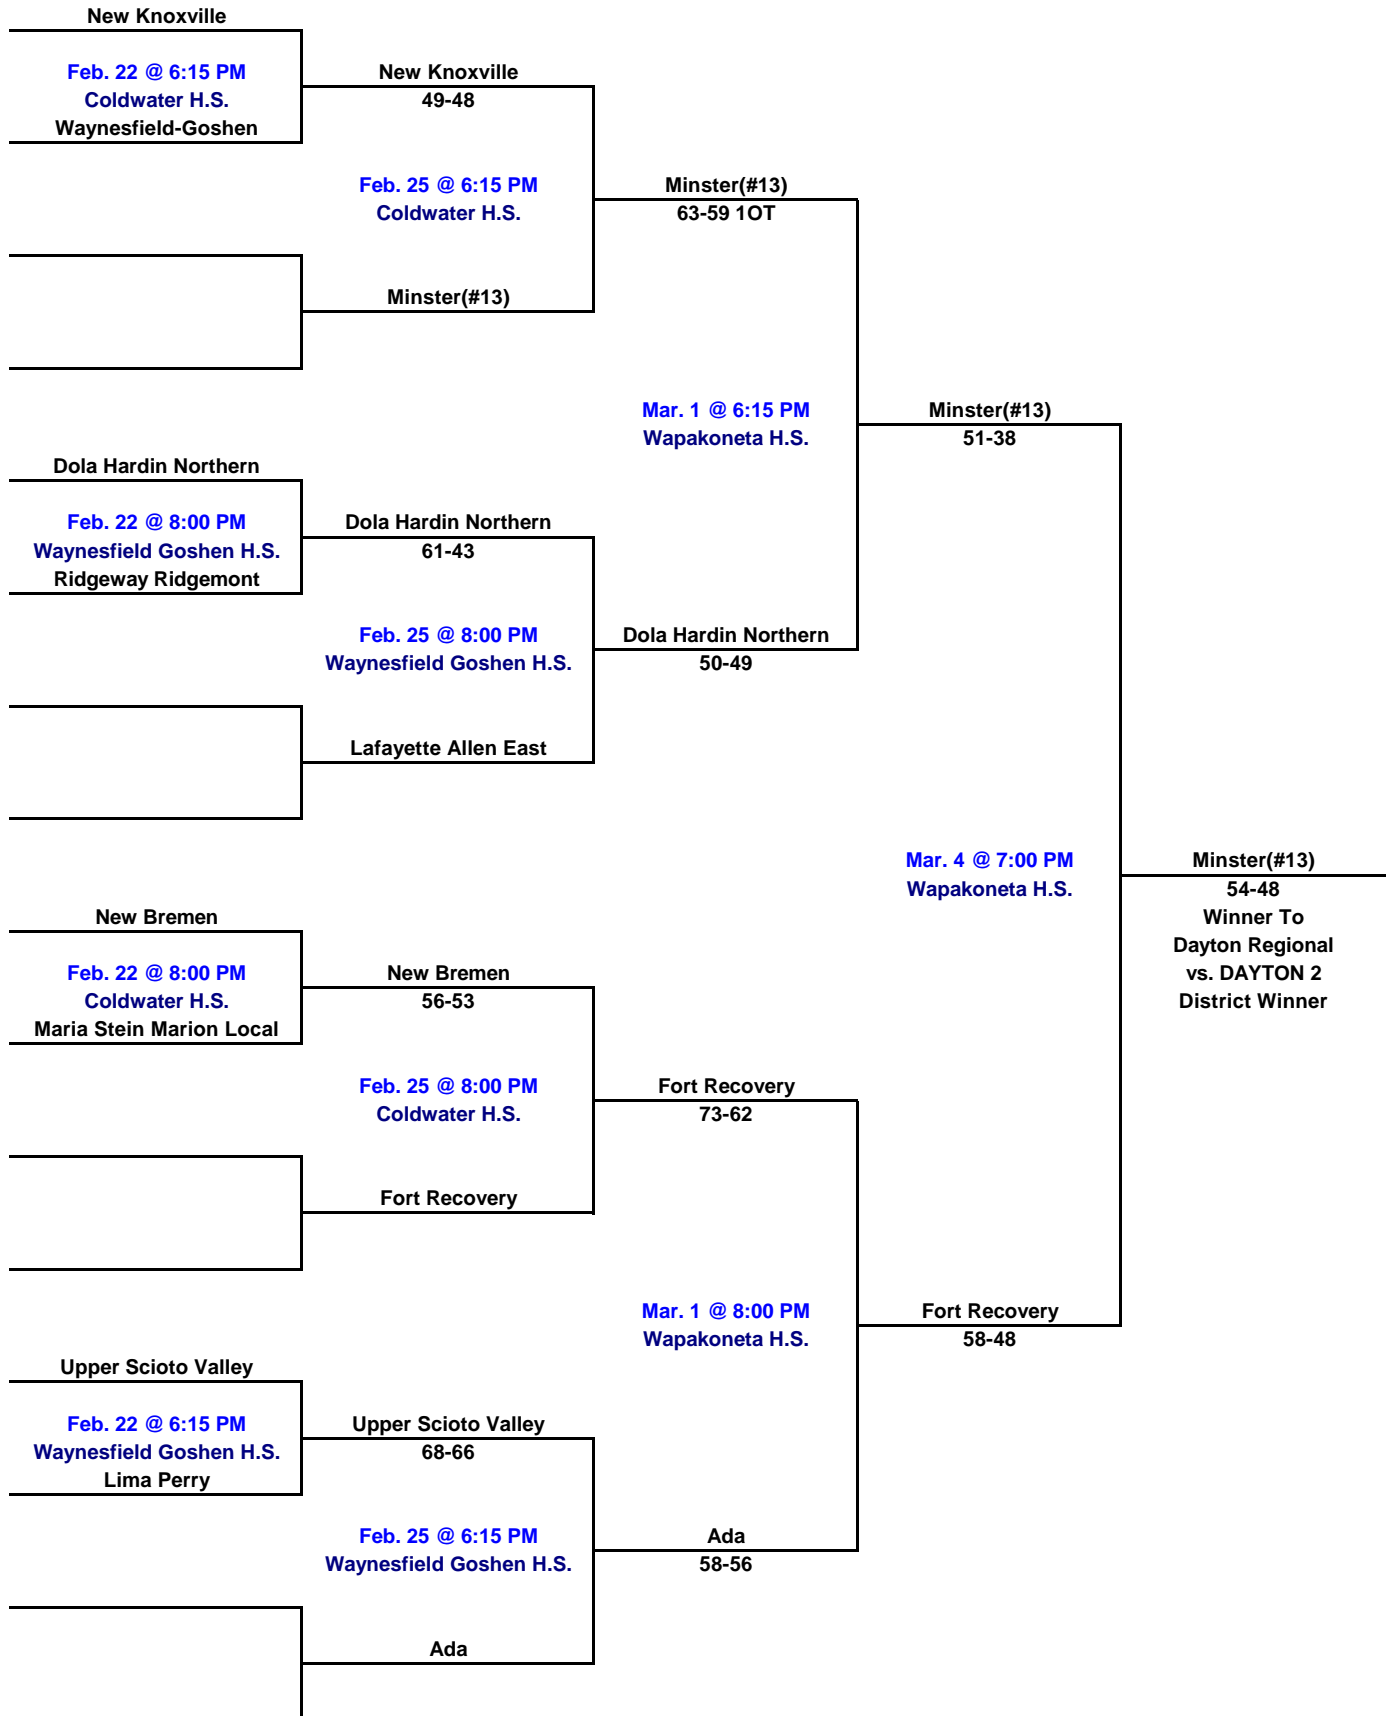 New Knoxville
Feb. 22 @ 6:15 PM
Coldwater H.S.
Waynesfield-Goshen
New Knoxville
49-48
Feb. 25 @ 6:15 PM
Coldwater H.S.
Minster(#13)
Minster(#13)
63-59 1OT
Mar. 1 @ 6:15 PM
Wapakoneta H.S.
Minster(#13)
51-38
Dola Hardin Northern
Feb. 22 @ 8:00 PM
Waynesfield Goshen H.S.
Ridgeway Ridgemont
Dola Hardin Northern
61-43
Feb. 25 @ 8:00 PM
Waynesfield Goshen H.S.
Lafayette Allen East
Dola Hardin Northern
50-49
Mar. 4 @ 7:00 PM
Wapakoneta H.S.
Minster(#13)
54-48
Winner To
Dayton Regional
vs. DAYTON 2
District Winner
New Bremen
Feb. 22 @ 8:00 PM
Coldwater H.S.
Maria Stein Marion Local
New Bremen
56-53
Feb. 25 @ 8:00 PM
Coldwater H.S.
Fort Recovery
Fort Recovery
73-62
Mar. 1 @ 8:00 PM
Wapakoneta H.S.
Fort Recovery
58-48
Upper Scioto Valley
Feb. 22 @ 6:15 PM
Waynesfield Goshen H.S.
Lima Perry
Upper Scioto Valley
68-66
Feb. 25 @ 6:15 PM
Waynesfield Goshen H.S.
Ada
Ada
58-56